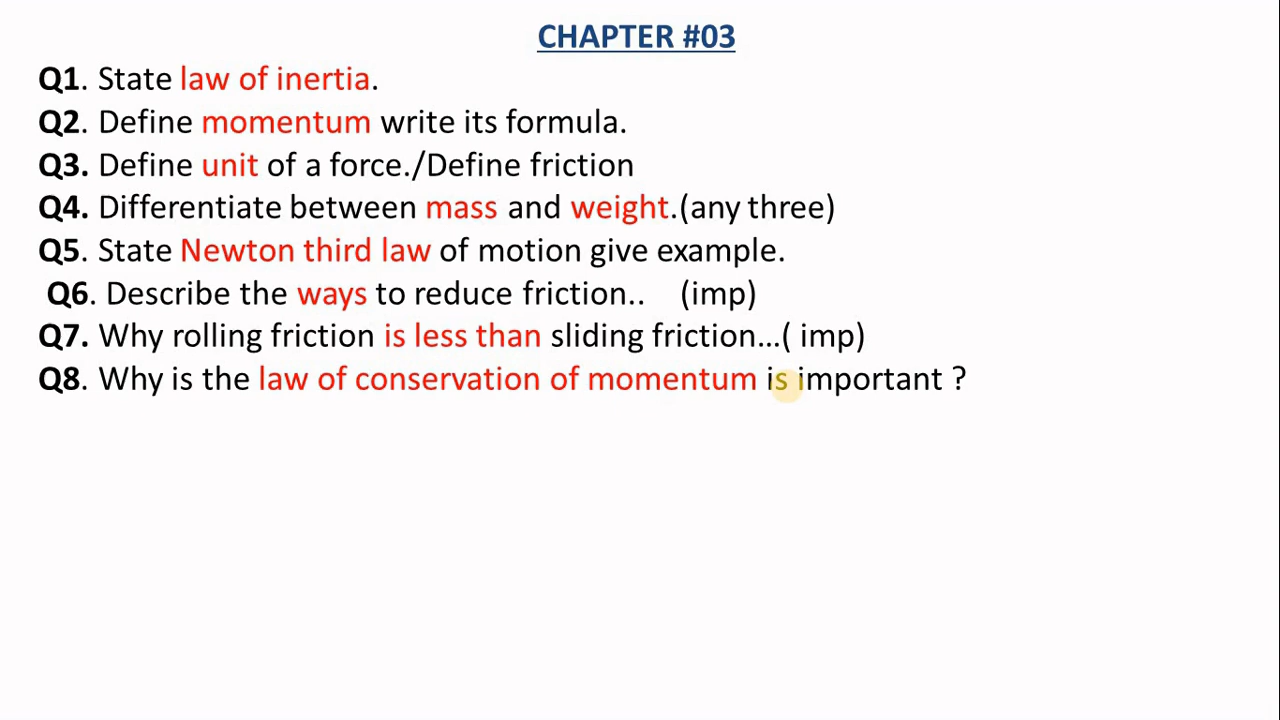 CHAPTER #03
Q1. State law of inertia.
Q2. Define momentum write its formula.
Q3. Define unit of a force./Define friction
Q4. Differentiate between mass and weight.(any three)
Q5. State Newton third law of motion give example.
Q6. Describe the ways to reduce friction.. (imp)
Q7. Why rolling friction is less than sliding friction...( imp)
Q8. Why is the law of conservation of momentum is important ?